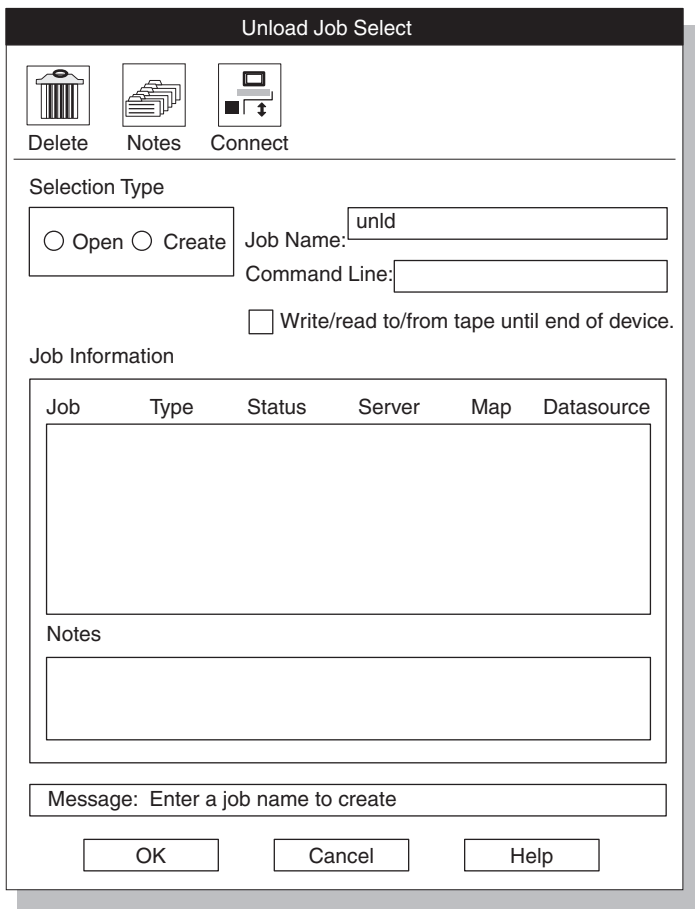 Unload Job Select
Delete Notes Connect
Selection Type
Open Create
Job Name: unld
Command Line:
Write/read to/from tape until end of device.
Job Information
Job Type Status Server Map Datasource
Notes
Message: Enter a job name to create
OK Cancel Help